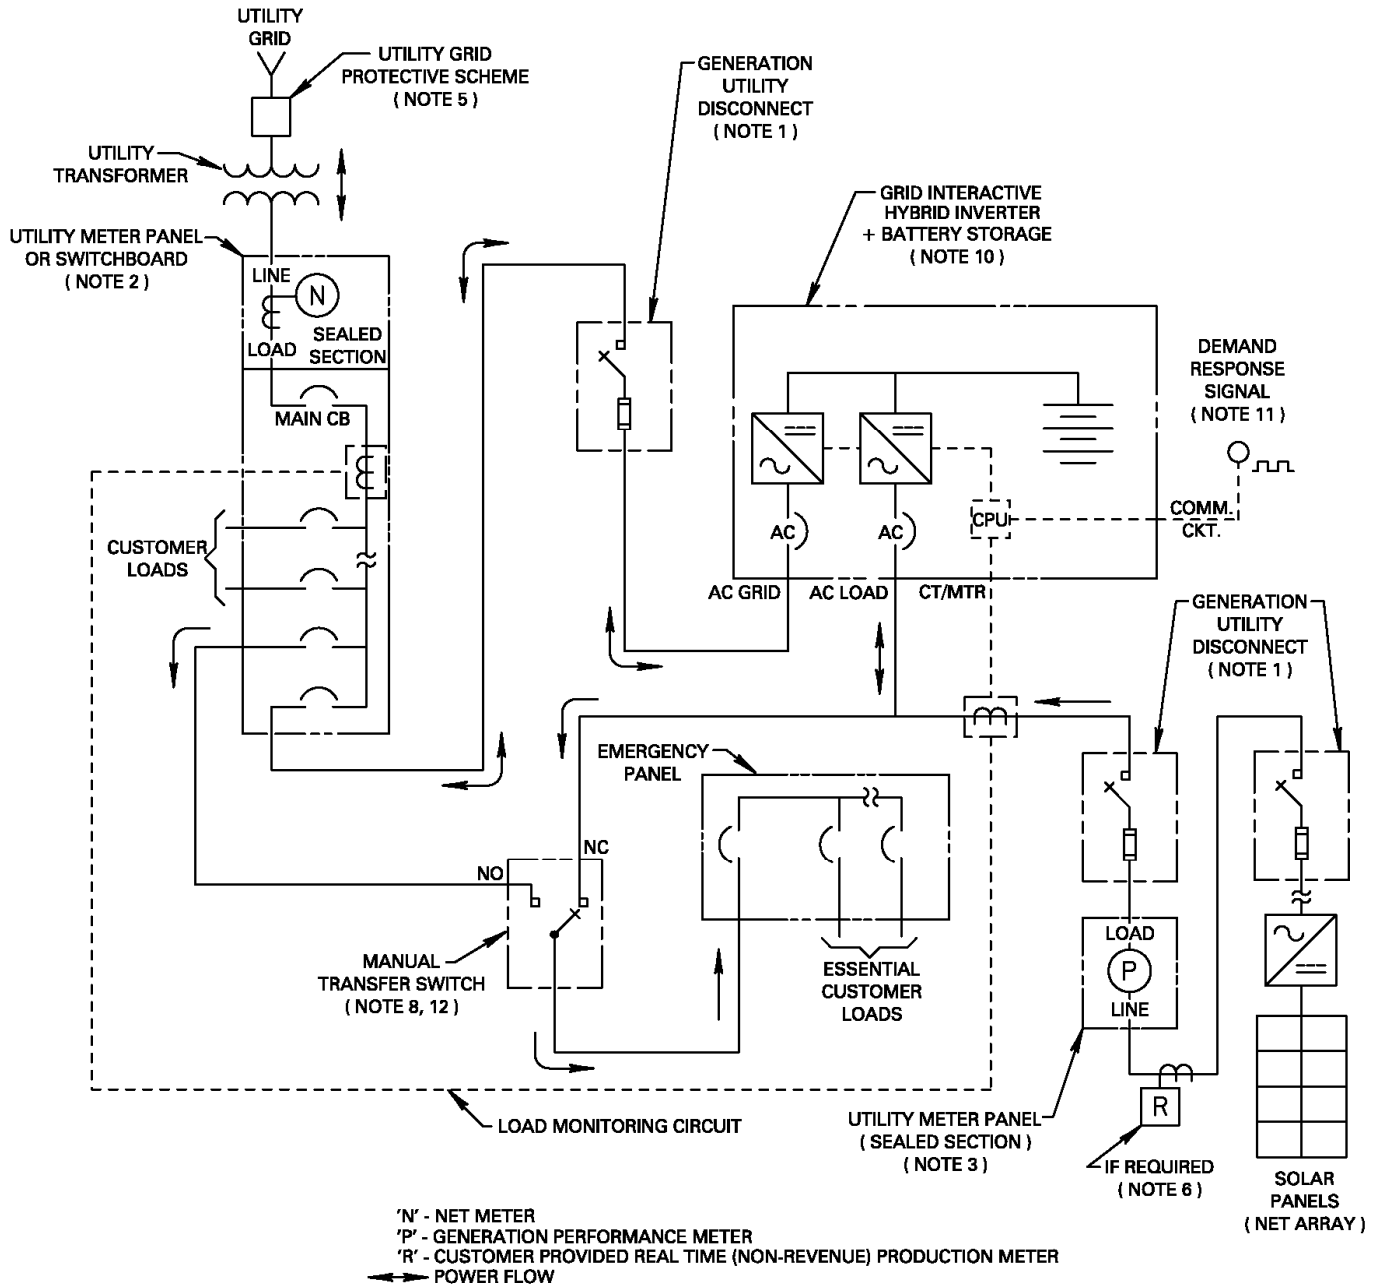 UTILITY
GRID
UTILITY GRID
PROTECTIVE SCHEME
( NOTE 5 )
GENERATION
UTILITY
DISCONNECT
( NOTE 1 )
UTILITY
TRANSFORMER
GRID INTERACTIVE
HYBRID INVERTER
+ BATTERY STORAGE
( NOTE 10 )
UTILITY METER PANEL
OR SWITCHBOARD
( NOTE 2 )
LINE
N
SEALED
SECTION
LOAD
MAIN CB
DEMAND
RESPONSE
SIGNAL
( NOTE 11 )
CPU
COMM.
CKT.
AC
AC
CUSTOMER
LOADS
AC GRID
AC LOAD
CT/MTR
GENERATION
UTILITY
DISCONNECT
( NOTE 1 )
EMERGENCY
PANEL
NC
NO
MANUAL
TRANSFER SWITCH
( NOTE 8, 12 )
ESSENTIAL
CUSTOMER
LOADS
LOAD
P
LINE
LOAD MONITORING CIRCUIT
UTILITY METER PANEL
( SEALED SECTION )
( NOTE 3 )
R
IF REQUIRED
( NOTE 6 )
SOLAR
PANELS
( NET ARRAY )
'N' - NET METER
'P' - GENERATION PERFORMANCE METER
'R' - CUSTOMER PROVIDED REAL TIME (NON-REVENUE) PRODUCTION METER
POWER FLOW